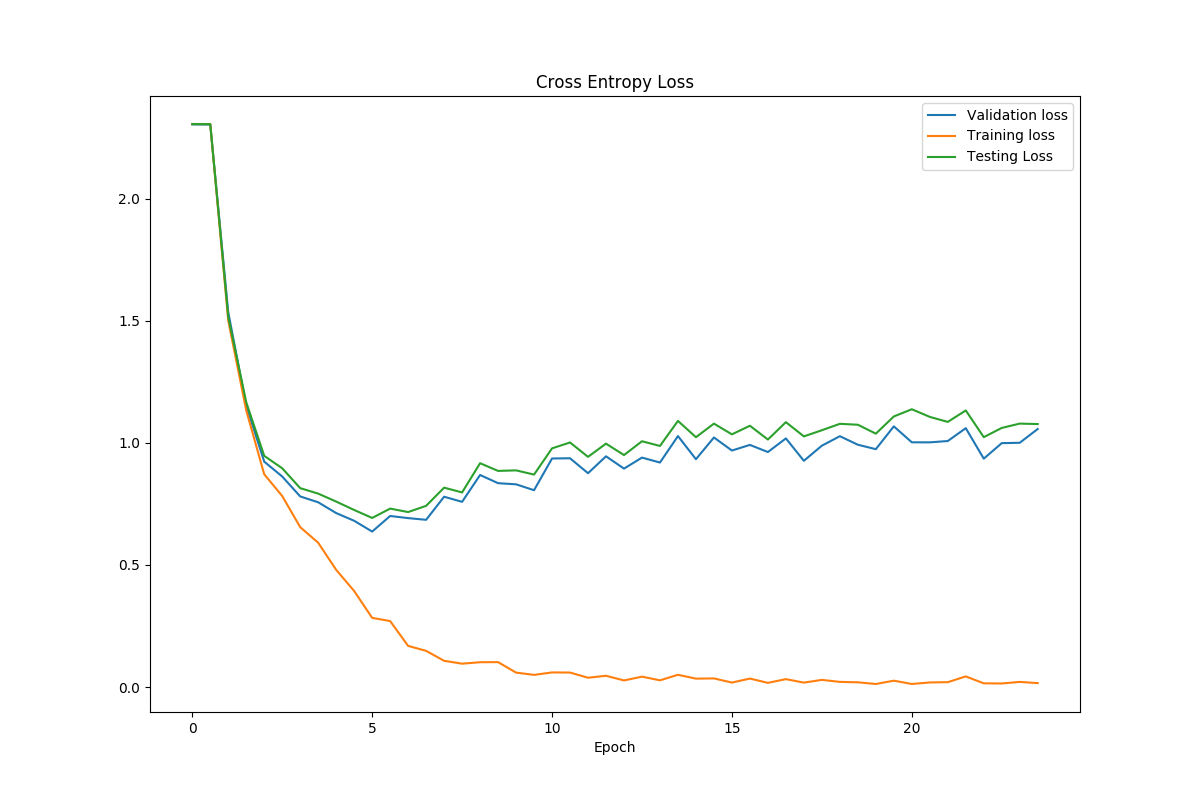 Cross Entropy Loss
Validation loss
Training loss
Testing Loss
2.0
1.5
1.0
0.5
0.0
0 5 10 15 20
Epoch